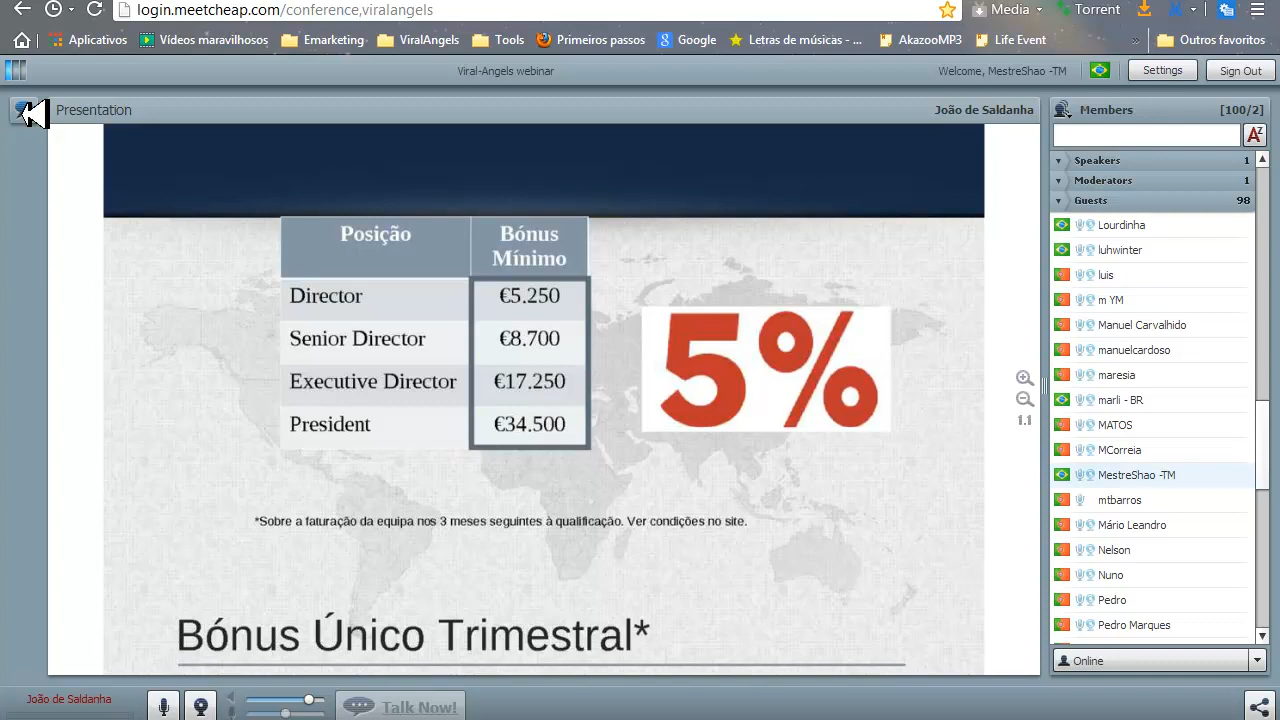 login.meetcheap.com/conference,viralangels
Media
Torrent
Aplicativos
Vídeos maravilhosos
Emarketing
ViralAngels
Tools
Primeiros passos
Google
Letras de músicas - ...
AkazooMP3
Life Event
»
Outros favoritos
Viral-Angels webinar
Welcome, MestreShao -TM
Settings
Sign Out
Presentation
João de Saldanha
Members
[100/2]
Posição
Bónus
Mínimo
Director
€5.250
Senior Director
€8.700
Executive Director
€17.250
President
€34.500
5%
*Sobre a faturação da equipa nos 3 meses seguintes à qualificação. Ver condições no site.
Bónus Único Trimestral*
1.1
Speakers 1
Moderators 1
Guests 98
Lourdinha
luhwinter
luis
m YM
Manuel Carvalhido
manuelcardoso
maresia
marli - BR
MATOS
MCorreia
MestreShao -TM
mtbarros
Mário Leandro
Nelson
Nuno
Pedro
Pedro Marques
Online
João de Saldanha
Talk Now!